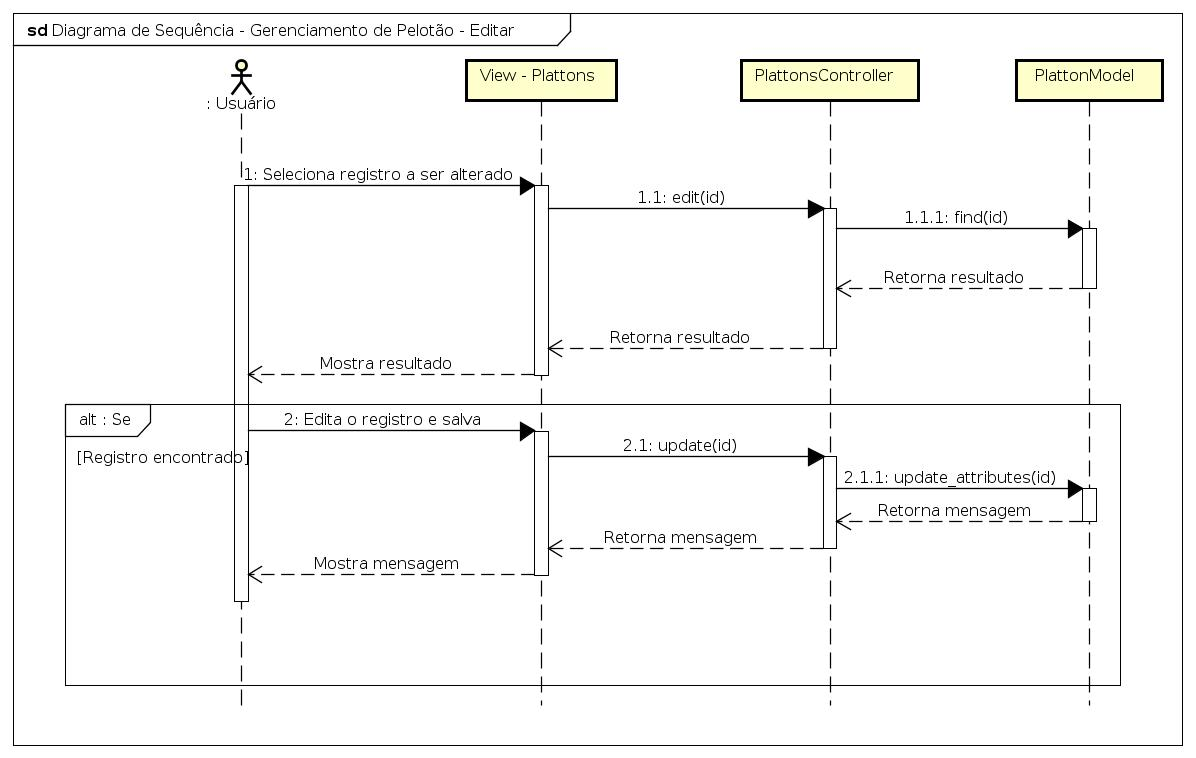 sd Diagrama de Sequência - Gerenciamento de Pelotão - Editar
: Usuário
View - Plattons
PlattonsController
PlattonModel
1: Seleciona registro a ser alterado
1.1: edit(id)
1.1.1: find(id)
Retorna resultado
Retorna resultado
Mostra resultado
alt : Se
2: Edita o registro e salva
[Registro encontrado]
2.1: update(id)
2.1.1: update_attributes(id)
Retorna mensagem
Retorna mensagem
Mostra mensagem